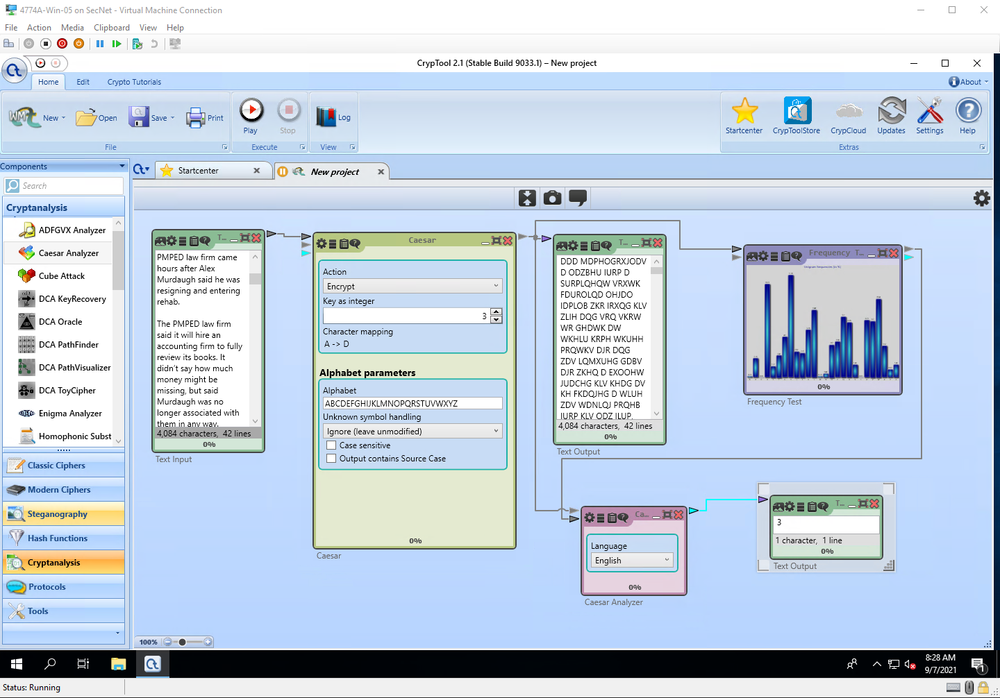 4774A-Win-05 on SecNet - Virtual Machine Connection
File Action Media Clipboard View Help
CrypTool 2.1 (Stable Build 9033.1) – New project
Home Edit Crypto Tutorials
About
New
Open
Save
Print
File
Play
Stop
Execute
Log
View
Startcenter
CrypToolStore
CrypCloud
Updates
Settings
Help
Extras
Components
Search
Cryptanalysis
ADFGVX Analyzer
Caesar Analyzer
Cube Attack
DCA KeyRecovery
DCA Oracle
DCA PathFinder
DCA PathVisualizer
DCA ToyCipher
Enigma Analyzer
Homophonic Subst
Classic Ciphers
Modern Ciphers
Steganography
Hash Functions
Cryptanalysis
Protocols
Tools
Startcenter
New project
T...
PMPED law firm came
hours after Alex
Murdaugh said he was
resigning and entering
rehab.
The PMPED law firm
said it will hire an
accounting firm to fully
review its books. It
didn't say how much
money might be
missing, but said
Murdaugh was no
longer associated with
them in any way.
4,084 characters, 42 lines
0%
Text Input
Caesar
Action
Encrypt
Key as integer
3
Character mapping
A -> D
Alphabet parameters
Alphabet
ABCDEFGHIJKLMNOPQRSTUVWXYZ
Unknown symbol handling
Ignore (leave unmodified)
Case sensitive
Output contains Source Case
0%
Caesar
T...
DDD MDPHOGRXJODV
D ODZBHU IURP D
SURPLQHQW VRXWK
FDUROLQD OHJDO
IDPLOB ZKR IRXQG KLV
ZLIH DQG VRQ VKRW
WR GHDWK DW
WKHLU KRPH WKUHH
PRQWKV DJR DQG
ZDV LQMXUHG GDBV
DJR ZKHQ D EXOOHW
JUDCHG KLV KHDG DV
KH FKDQJHG D WLUH
ZDV WDNLQJ PRQHB
IURP KLV ODZ ILUP.
4,084 characters, 42 lines
0%
Text Output
Frequency T...
0%
Frequency Test
Ca...
Language
English
0%
Caesar Analyzer
T...
3
1 character, 1 line
0%
Text Output
100%
8:28 AM
9/7/2021
1
Status: Running